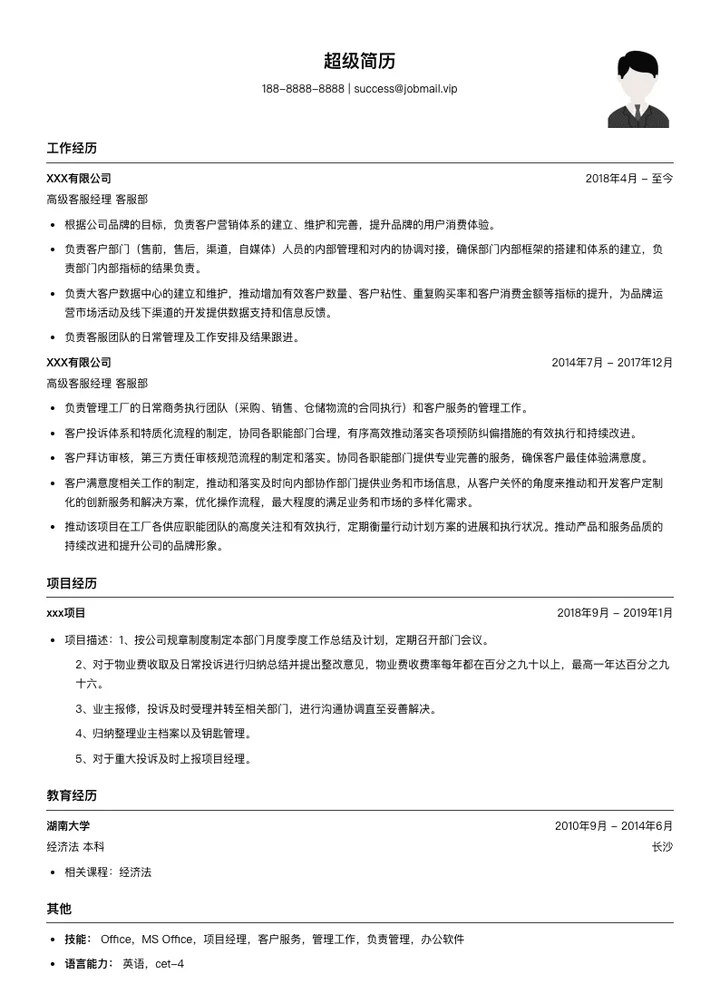 超级简历
188-8888-8888 | success@jobmail.vip
工作经历
XXX有限公司 2018年4月 – 至今
高级客服经理 客服部
• 根据公司品牌的目标，负责客户营销体系的建立、维护和完善，提升品牌的用户消费体验。
• 负责客户部门（售前，售后，渠道，自媒体）人员的内部管理和对内的协调对接，确保部门内部框架的搭建和体系的建立，负
责部门内部指标的结果负责。
• 负责大客户数据中心的建立和维护，推动增加有效客户数量、客户粘性、重复购买率和客户消费金额等指标的提升，为品牌运
营市场活动及线下渠道的开发提供数据支持和信息反馈。
• 负责客服团队的日常管理及工作安排及结果跟进。
XXX有限公司 2014年7月 – 2017年12月
高级客服经理 客服部
• 负责管理工厂的日常商务执行团队（采购、销售、仓储物流的合同执行）和客户服务的管理工作。
• 客户投诉体系和特质化流程的制定，协同各职能部门合理，有序高效推动落实各项预防纠偏措施的有效执行和持续改进。
• 客户拜访审核，第三方责任审核规范流程的制定和落实。协同各职能部门提供专业完善的服务，确保客户最佳体验满意度。
• 客户满意度相关工作的制定，推动和落实及时向内部协作部门提供业务和市场信息，从客户关怀的角度来推动和开发客户定制
化的创新服务和解决方案，优化操作流程，最大程度的满足业务和市场的多样化需求。
• 推动该项目在工厂各供应职能团队的高度关注和有效执行，定期衡量行动计划方案的进展和执行状况。推动产品和服务品质的
持续改进和提升公司的品牌形象。
项目经历
xxx项目 2018年9月 – 2019年1月
• 项目描述：1、按公司规章制度制定本部门月度季度工作总结及计划，定期召开部门会议。
2、对于物业费收取及日常投诉进行归纳总结并提出整改意见，物业费收费率每年都在百分之九十以上，最高一年达百分之九
十六。
3、业主报修，投诉及时受理并转至相关部门，进行沟通协调直至妥善解决。
4、归纳整理业主档案以及钥匙管理。
5、对于重大投诉及时上报项目经理。
教育经历
湖南大学 2010年9月 – 2014年6月
经济法 本科 长沙
• 相关课程：经济法
其他
• 技能： Office，MS Office，项目经理，客户服务，管理工作，负责管理，办公软件
• 语言能力： 英语，cet-4